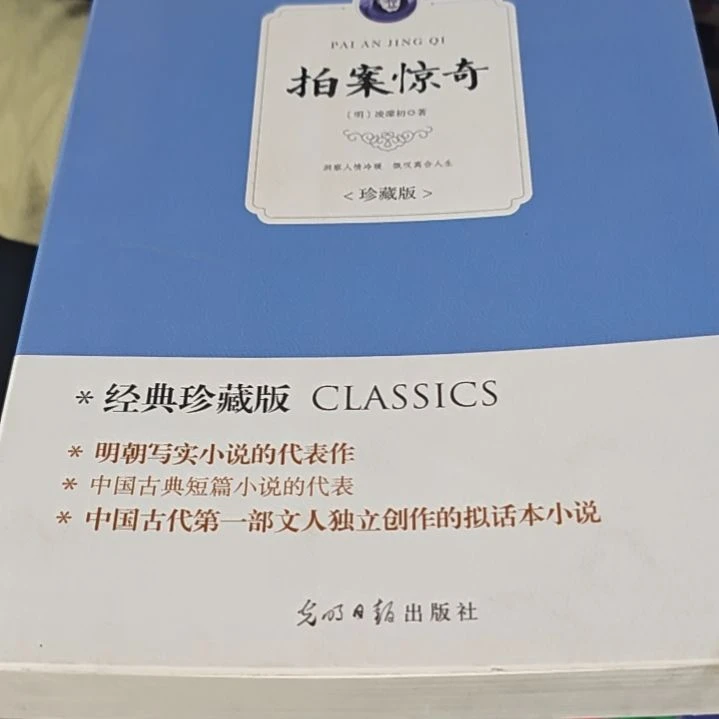 PAI AN JING QI
拍案惊奇
（明）凌濛初◎著
洞察人情冷暖 慨叹离合人生
<珍藏版>
* 经典珍藏版 CLASSICS
* 明朝写实小说的代表作
* 中国古典短篇小说的代表
* 中国古代第一部文人独立创作的拟话本小说
光明日报出版社